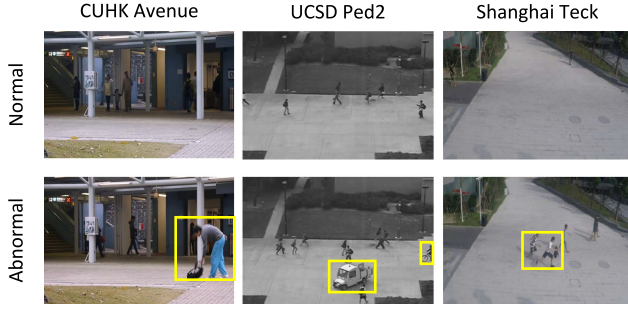 CUHK Avenue
UCSD Ped2
Shanghai Teck
Normal
Abnormal